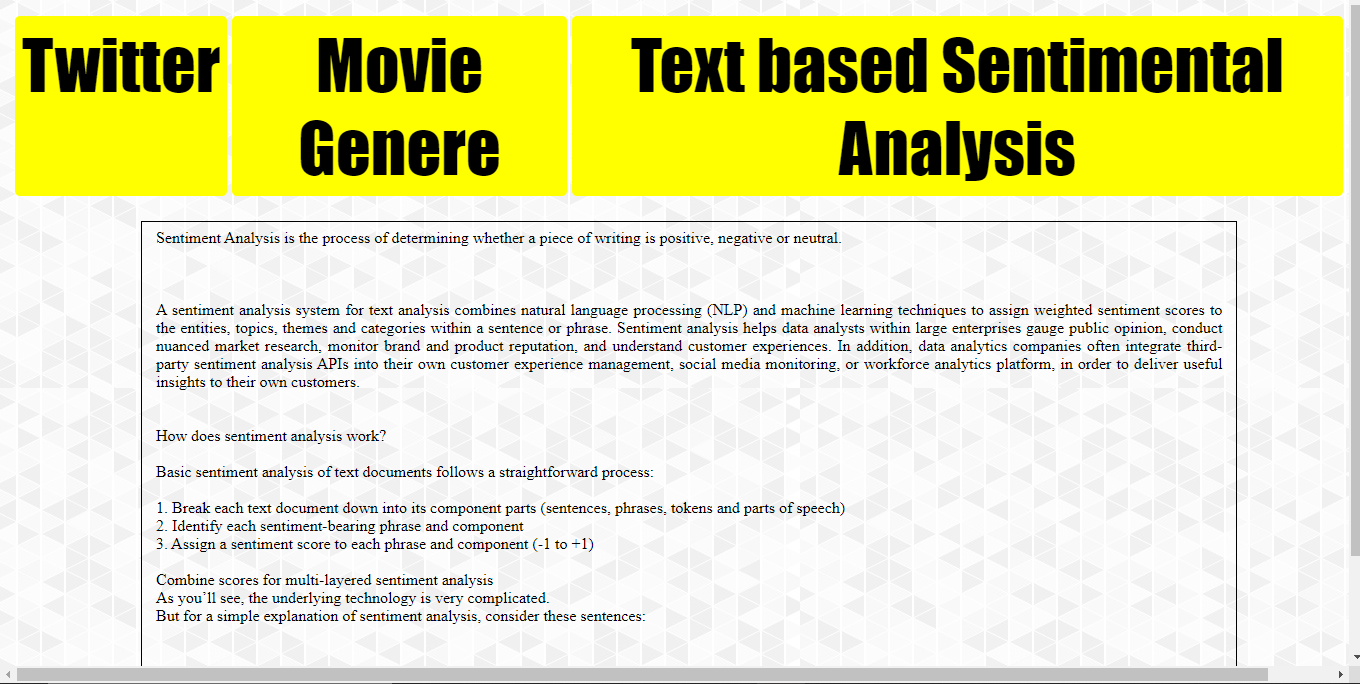 Twitter
Movie
Genere
Text based Sentimental
Analysis
Sentiment Analysis is the process of determining whether a piece of writing is positive, negative or neutral.
A sentiment analysis system for text analysis combines natural language processing (NLP) and machine learning techniques to assign weighted sentiment scores to
the entities, topics, themes and categories within a sentence or phrase. Sentiment analysis helps data analysts within large enterprises gauge public opinion, conduct
nuanced market research, monitor brand and product reputation, and understand customer experiences. In addition, data analytics companies often integrate third-
party sentiment analysis APIs into their own customer experience management, social media monitoring, or workforce analytics platform, in order to deliver useful
insights to their own customers.
How does sentiment analysis work?
Basic sentiment analysis of text documents follows a straightforward process:
1. Break each text document down into its component parts (sentences, phrases, tokens and parts of speech)
2. Identify each sentiment-bearing phrase and component
3. Assign a sentiment score to each phrase and component (-1 to +1)
Combine scores for multi-layered sentiment analysis
As you’ll see, the underlying technology is very complicated.
But for a simple explanation of sentiment analysis, consider these sentences: